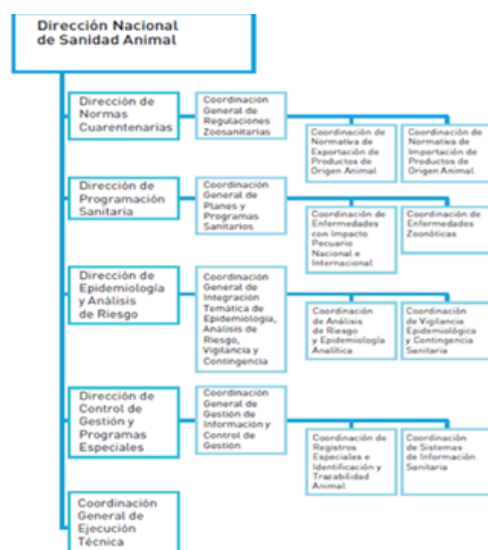 Dirección Nacional
de Sanidad Animal
Dirección de
Normas
Cuarentenarias
Coordinación
General de
Regulaciones
Zoosanitarias
Coordinación de
Normativa de
Exportación de
Productos de
Origen Animal
Coordinación de
Normativa de
Importación de
Productos de
Origen Animal
Dirección de
Programación
Sanitaria
Coordinación
General de
Planes y
Programas
Sanitarios
Coordinación de
Enfermedades
con Impacto
Pecuario
Nacional e
Internacional
Coordinación de
Enfermedades
Zoonóticas
Dirección de
Epidemiología
y Análisis
de Riesgo
Coordinación
General de
Integración
Temática de
Epidemiología,
Análisis de
Riesgo,
Vigilancia y
Contingencia
Coordinación
de Análisis
de Riesgo
y Epidemiología
Analítica
Coordinación
de Vigilancia
Epidemiológica
y Contingencia
Sanitaria
Dirección de
Control de
Gestión y
Programas
Especiales
Coordinación
General de
Gestión de
Información y
Control de
Gestión
Coordinación de
Registros
Especiales e
Identificación y
Trazabilidad
Animal
Coordinación
de Sistemas
de Información
Sanitaria
Coordinación
General de
Ejecución
Técnica